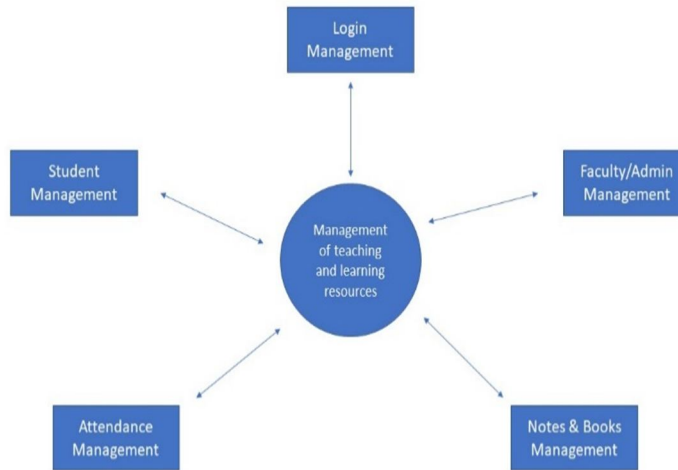 Login
Management
Student
Management
Faculty/Admin
Management
Management
of teaching
and learning
resources
Attendance
Management
Notes & Books
Management